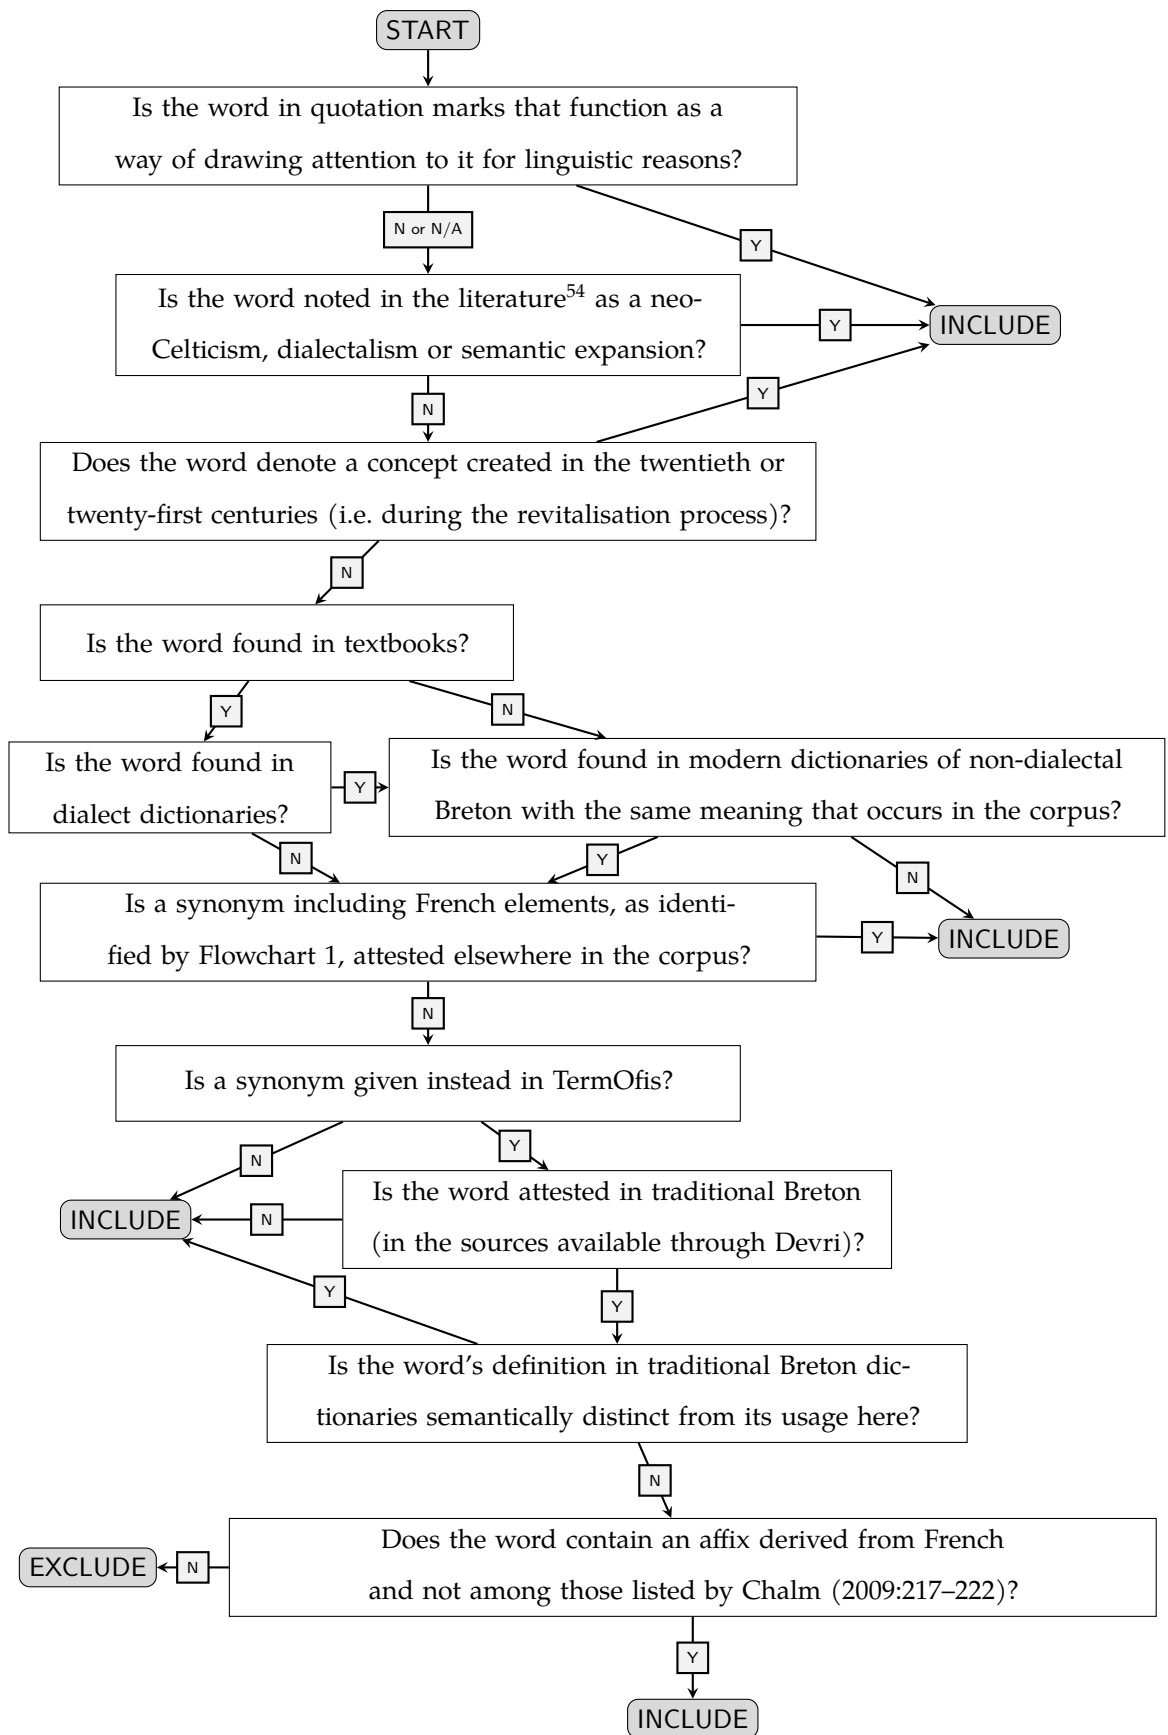 START
Is the word in quotation marks that function as a
way of drawing attention to it for linguistic reasons?
N or N/A
Y
Is the word noted in the literature54 as a neo-
Celticism, dialectalism or semantic expansion?
Y
INCLUDE
N
Y
Does the word denote a concept created in the twentieth or
twenty-first centuries (i.e. during the revitalisation process)?
N
Is the word found in textbooks?
Y
N
Is the word found in
dialect dictionaries?
Y
Is the word found in modern dictionaries of non-dialectal
Breton with the same meaning that occurs in the corpus?
N
Y
N
Is a synonym including French elements, as identi-
fied by Flowchart 1, attested elsewhere in the corpus?
Y
INCLUDE
N
Is a synonym given instead in TermOfis?
N
Y
INCLUDE
N
Is the word attested in traditional Breton
(in the sources available through Devri)?
Y
Y
Is the word's definition in traditional Breton dic-
tionaries semantically distinct from its usage here?
N
EXCLUDE
N
Does the word contain an affix derived from French
and not among those listed by Chalm (2009:217–222)?
Y
INCLUDE